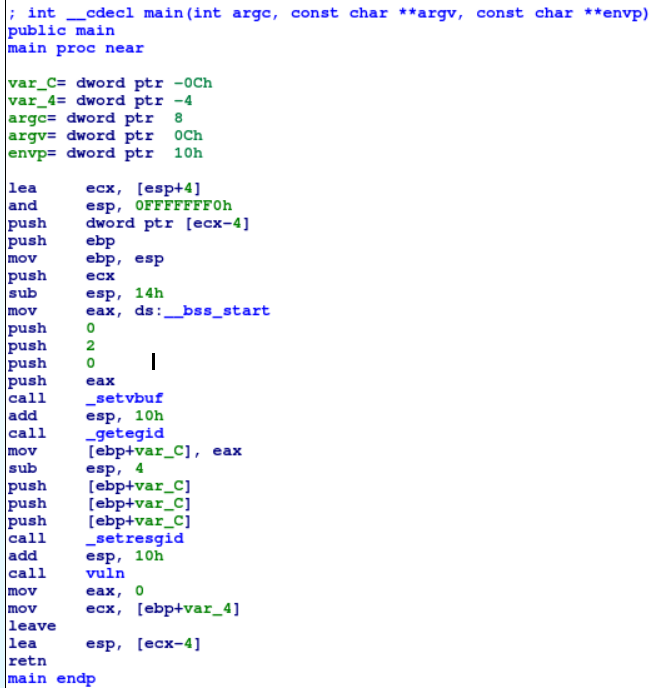 ; int __cdecl main(int argc, const char **argv, const char **envp)
public main
main proc near
var_C= dword ptr -0Ch
var_4= dword ptr -4
argc= dword ptr  8
argv= dword ptr  0Ch
envp= dword ptr  10h
lea     ecx, [esp+4]
and     esp, 0FFFFFFF0h
push    dword ptr [ecx-4]
push    ebp
mov     ebp, esp
push    ecx
sub     esp, 14h
mov     eax, ds:__bss_start
push    0
push    2
push    0
push    eax
call    _setvbuf
add     esp, 10h
call    _getegid
mov     [ebp+var_C], eax
sub     esp, 4
push    [ebp+var_C]
push    [ebp+var_C]
push    [ebp+var_C]
call    _setresgid
add     esp, 10h
call    vuln
mov     eax, 0
mov     ecx, [ebp+var_4]
leave
lea     esp, [ecx-4]
retn
main endp